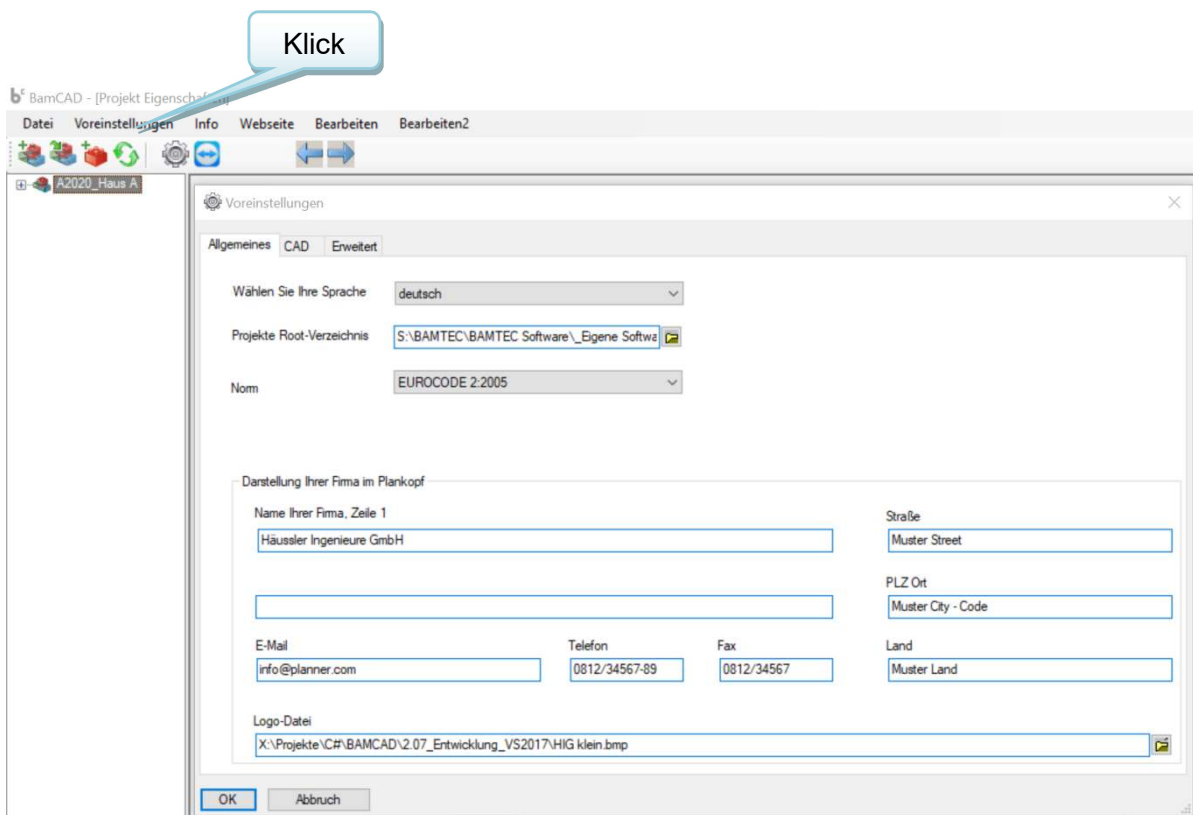 Klick
BamCAD - [Projekt Eigenschaften]
Datei Voreinstellungen Info Webseite Bearbeiten Bearbeiten2
A2020_Haus A
Voreinstellungen
Allgemeines CAD Erweitert
Wählen Sie Ihre Sprache deutsch
Projekte Root-Verzeichnis S:\BAMTEC\BAMTEC Software\_Eigene Softwa
Norm EUROCODE 2:2005
Darstellung Ihrer Firma im Plankopf
Name Ihrer Firma, Zeile 1 Straße
Häussler Ingenieure GmbH Muster Street
PLZ Ort
Muster City - Code
E-Mail Telefon Fax Land
info@planner.com 0812/34567-89 0812/34567 Muster Land
Logo-Datei
X:\Projekte\C#\BAMCAD\2.07_Entwicklung_VS2017\HIG klein.bmp
OK Abbruch